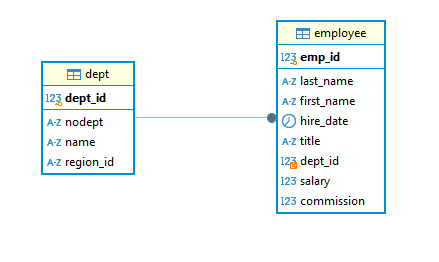 dept
123 dept_id
A-Z nodept
A-Z name
A-Z region_id
employee
123 emp_id
A-Z last_name
A-Z first_name
hire_date
A-Z title
123 dept_id
123 salary
123 commission